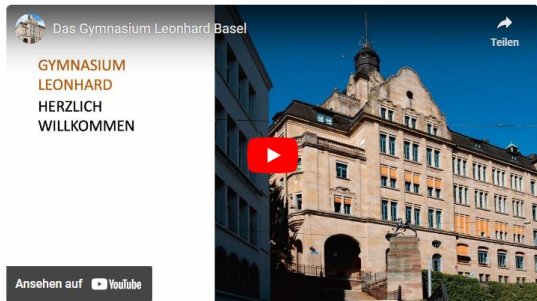 Das Gymnasium Leonhard Basel
Teilen
GYMNASIUM
LEONHARD
HERZLICH
WILLKOMMEN
Ansehen auf YouTube